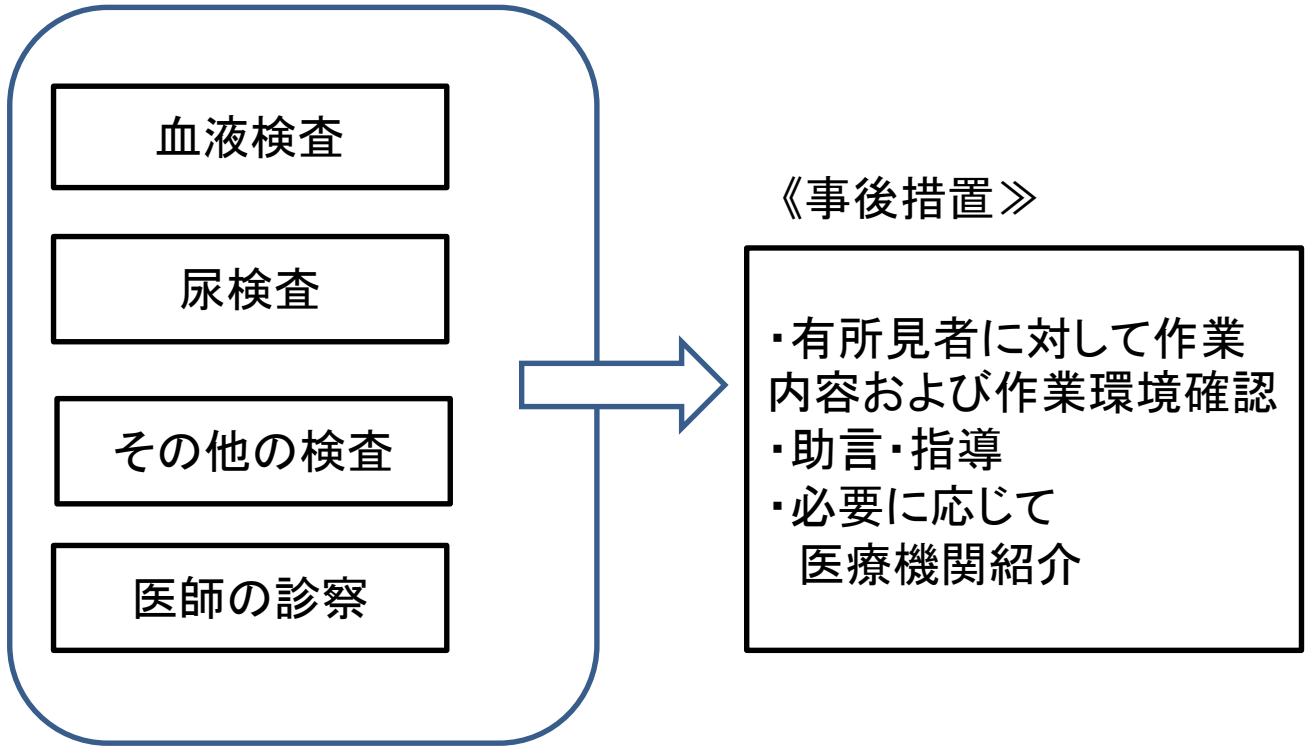 血液検査
尿検査
その他の検査
医師の診察
《事後措置≫
・有所見者に対して作業
内容および作業環境確認
・助言・指導
・必要に応じて
医療機関紹介